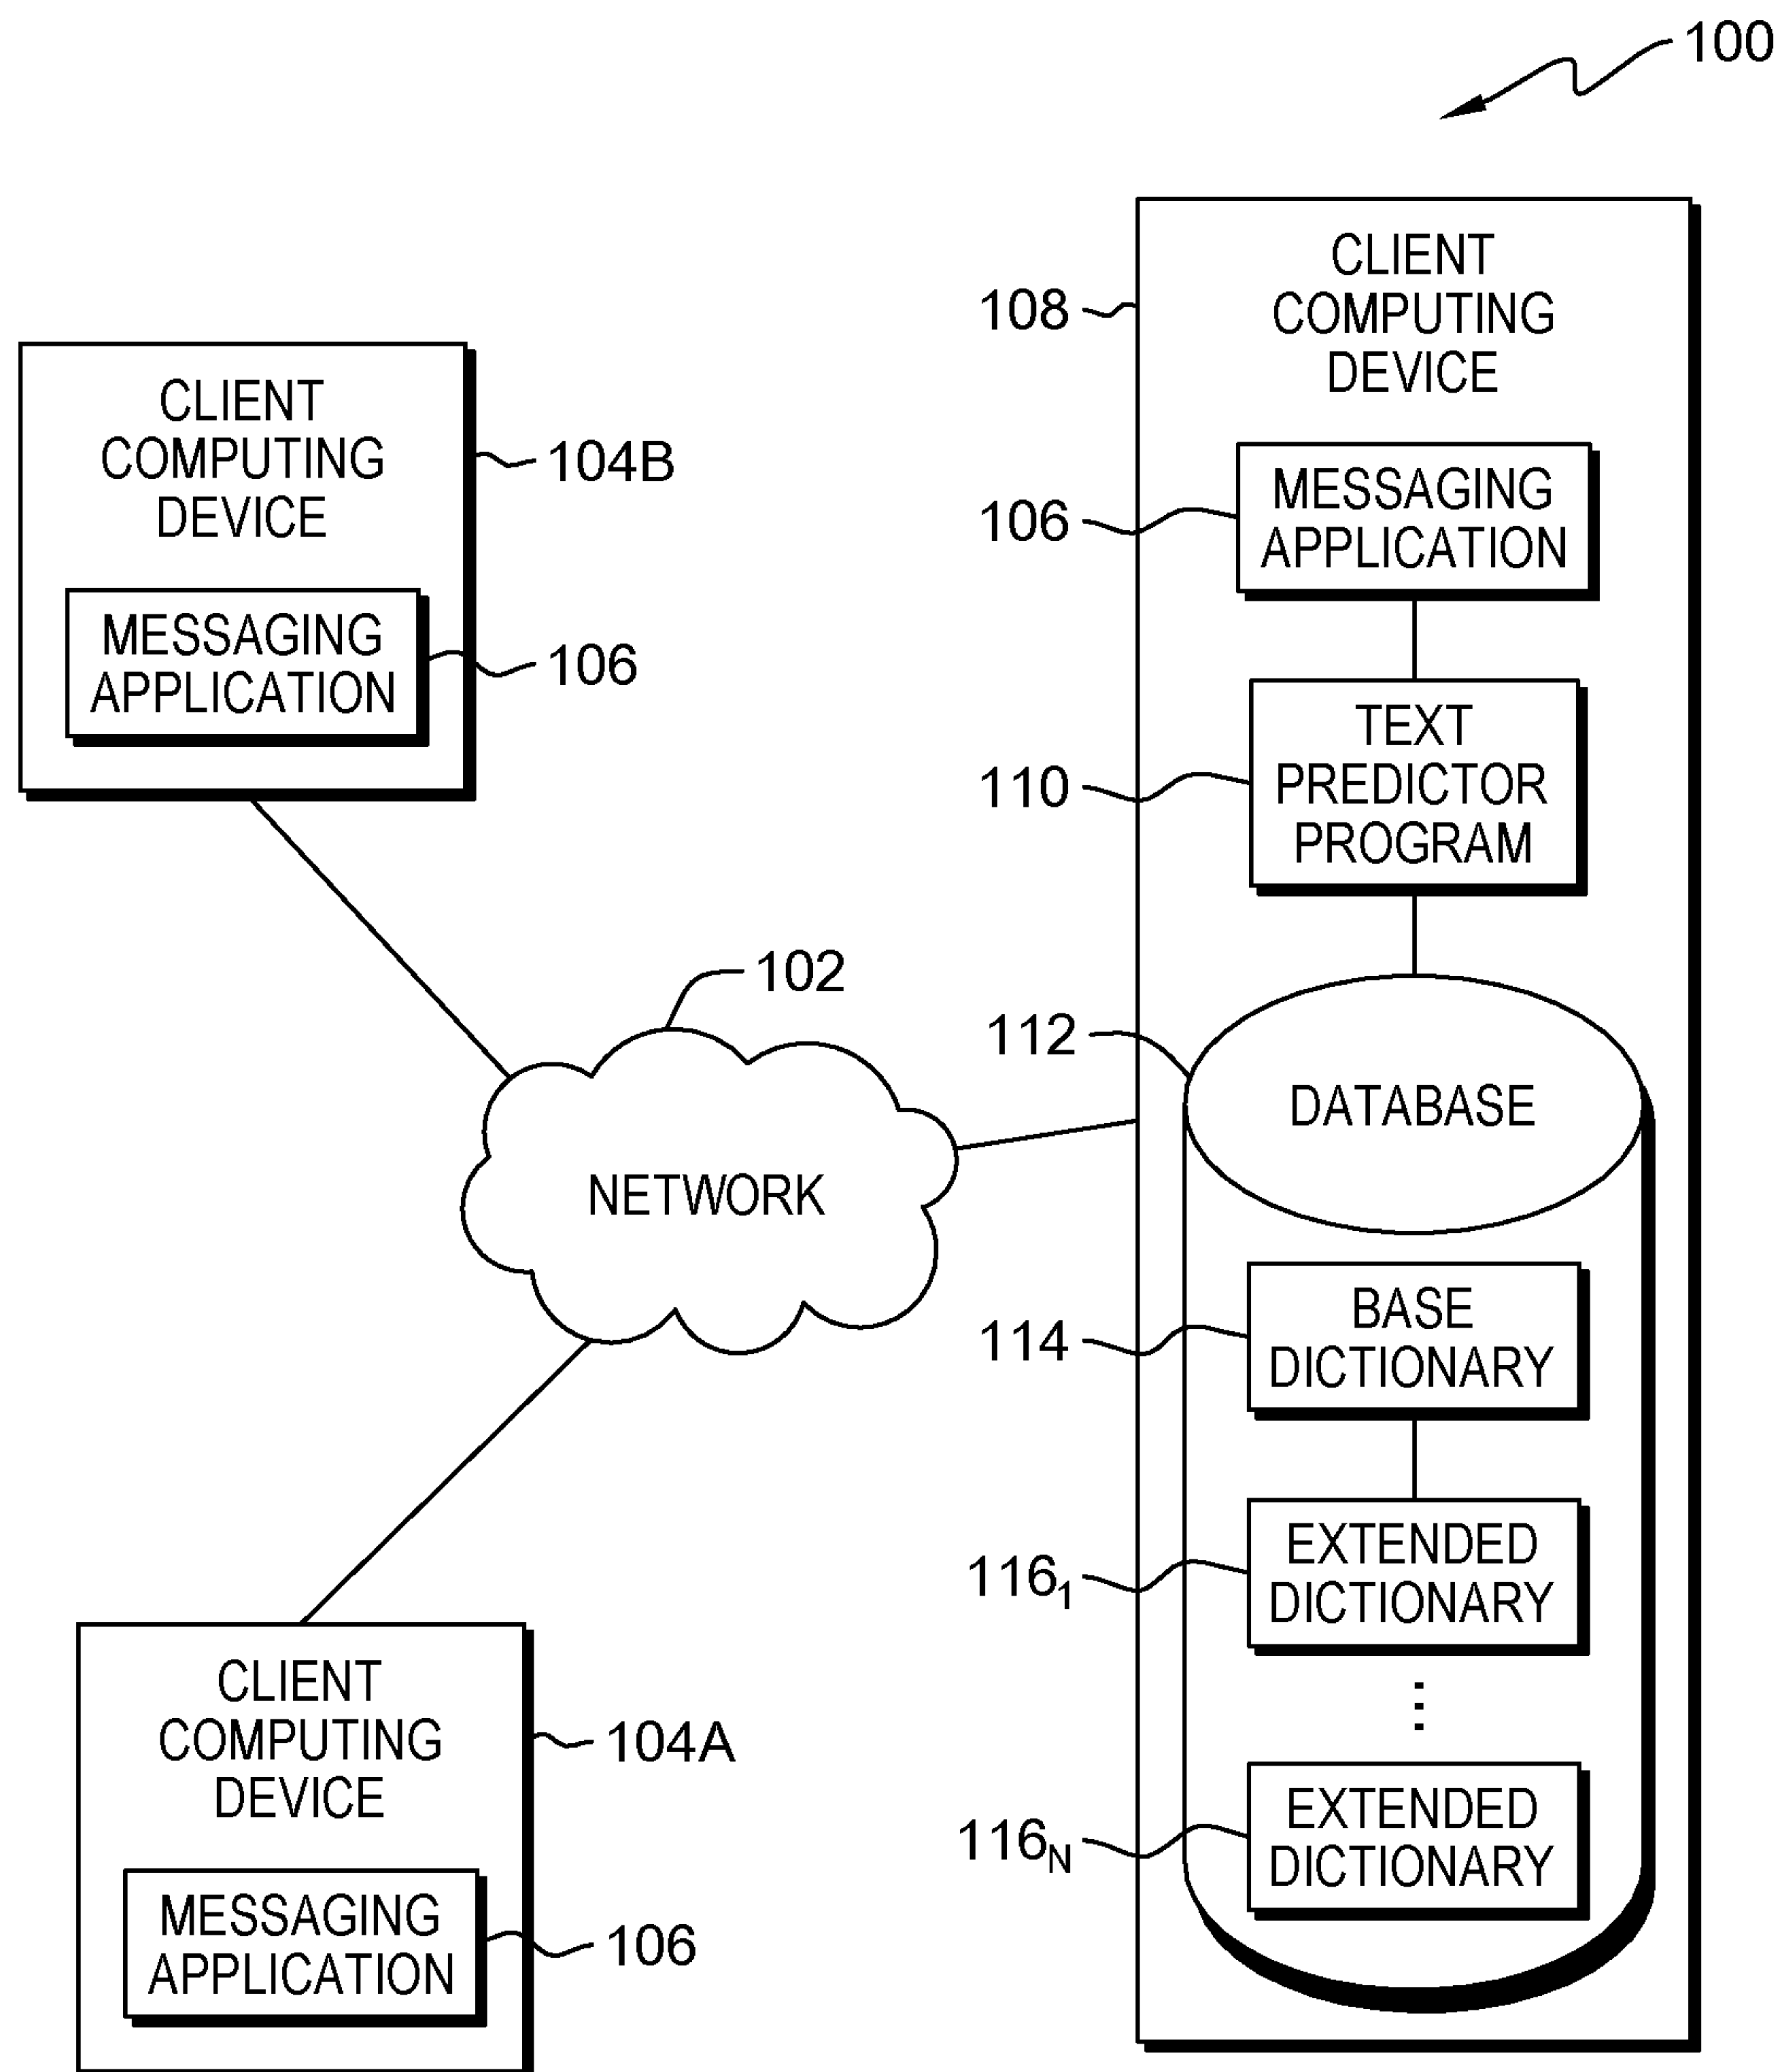 100
CLIENT
COMPUTING
DEVICE
108
MESSAGING
APPLICATION
106
TEXT
PREDICTOR
PROGRAM
110
DATABASE
112
BASE
DICTIONARY
114
EXTENDED
DICTIONARY
116₁
⋮
EXTENDED
DICTIONARY
116N
CLIENT
COMPUTING
DEVICE
104B
MESSAGING
APPLICATION
106
102
NETWORK
CLIENT
COMPUTING
DEVICE
104A
MESSAGING
APPLICATION
106